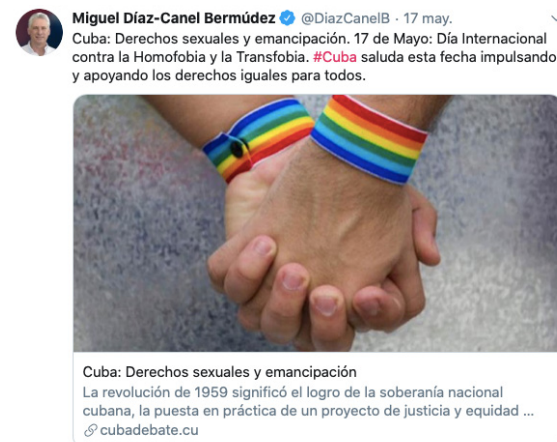 Miguel Díaz-Canel Bermúdez @DiazCanelB · 17 may.
Cuba: Derechos sexuales y emancipación. 17 de Mayo: Día Internacional
contra la Homofobia y la Transfobia. #Cuba saluda esta fecha impulsando
y apoyando los derechos iguales para todos.
Cuba: Derechos sexuales y emancipación
La revolución de 1959 significó el logro de la soberanía nacional
cubana, la puesta en práctica de un proyecto de justicia y equidad ...
cubadebate.cu